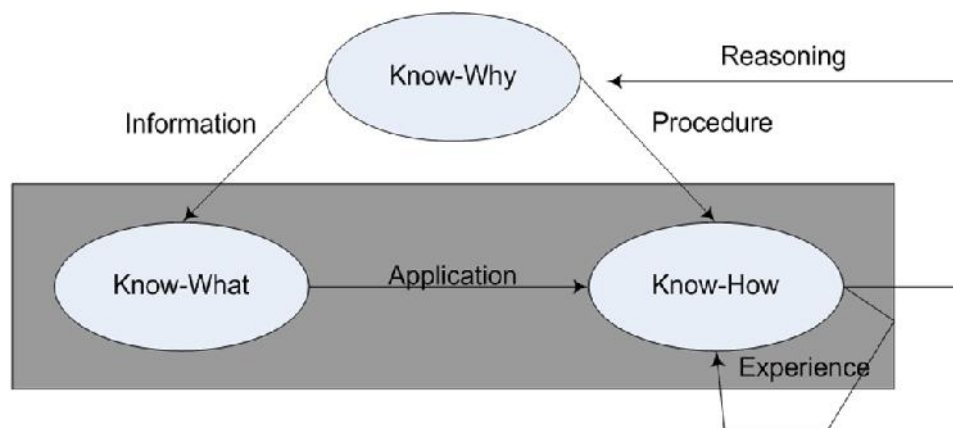 Reasoning
Know-Why
Information
Procedure
Know-What
Application
Know-How
Experience